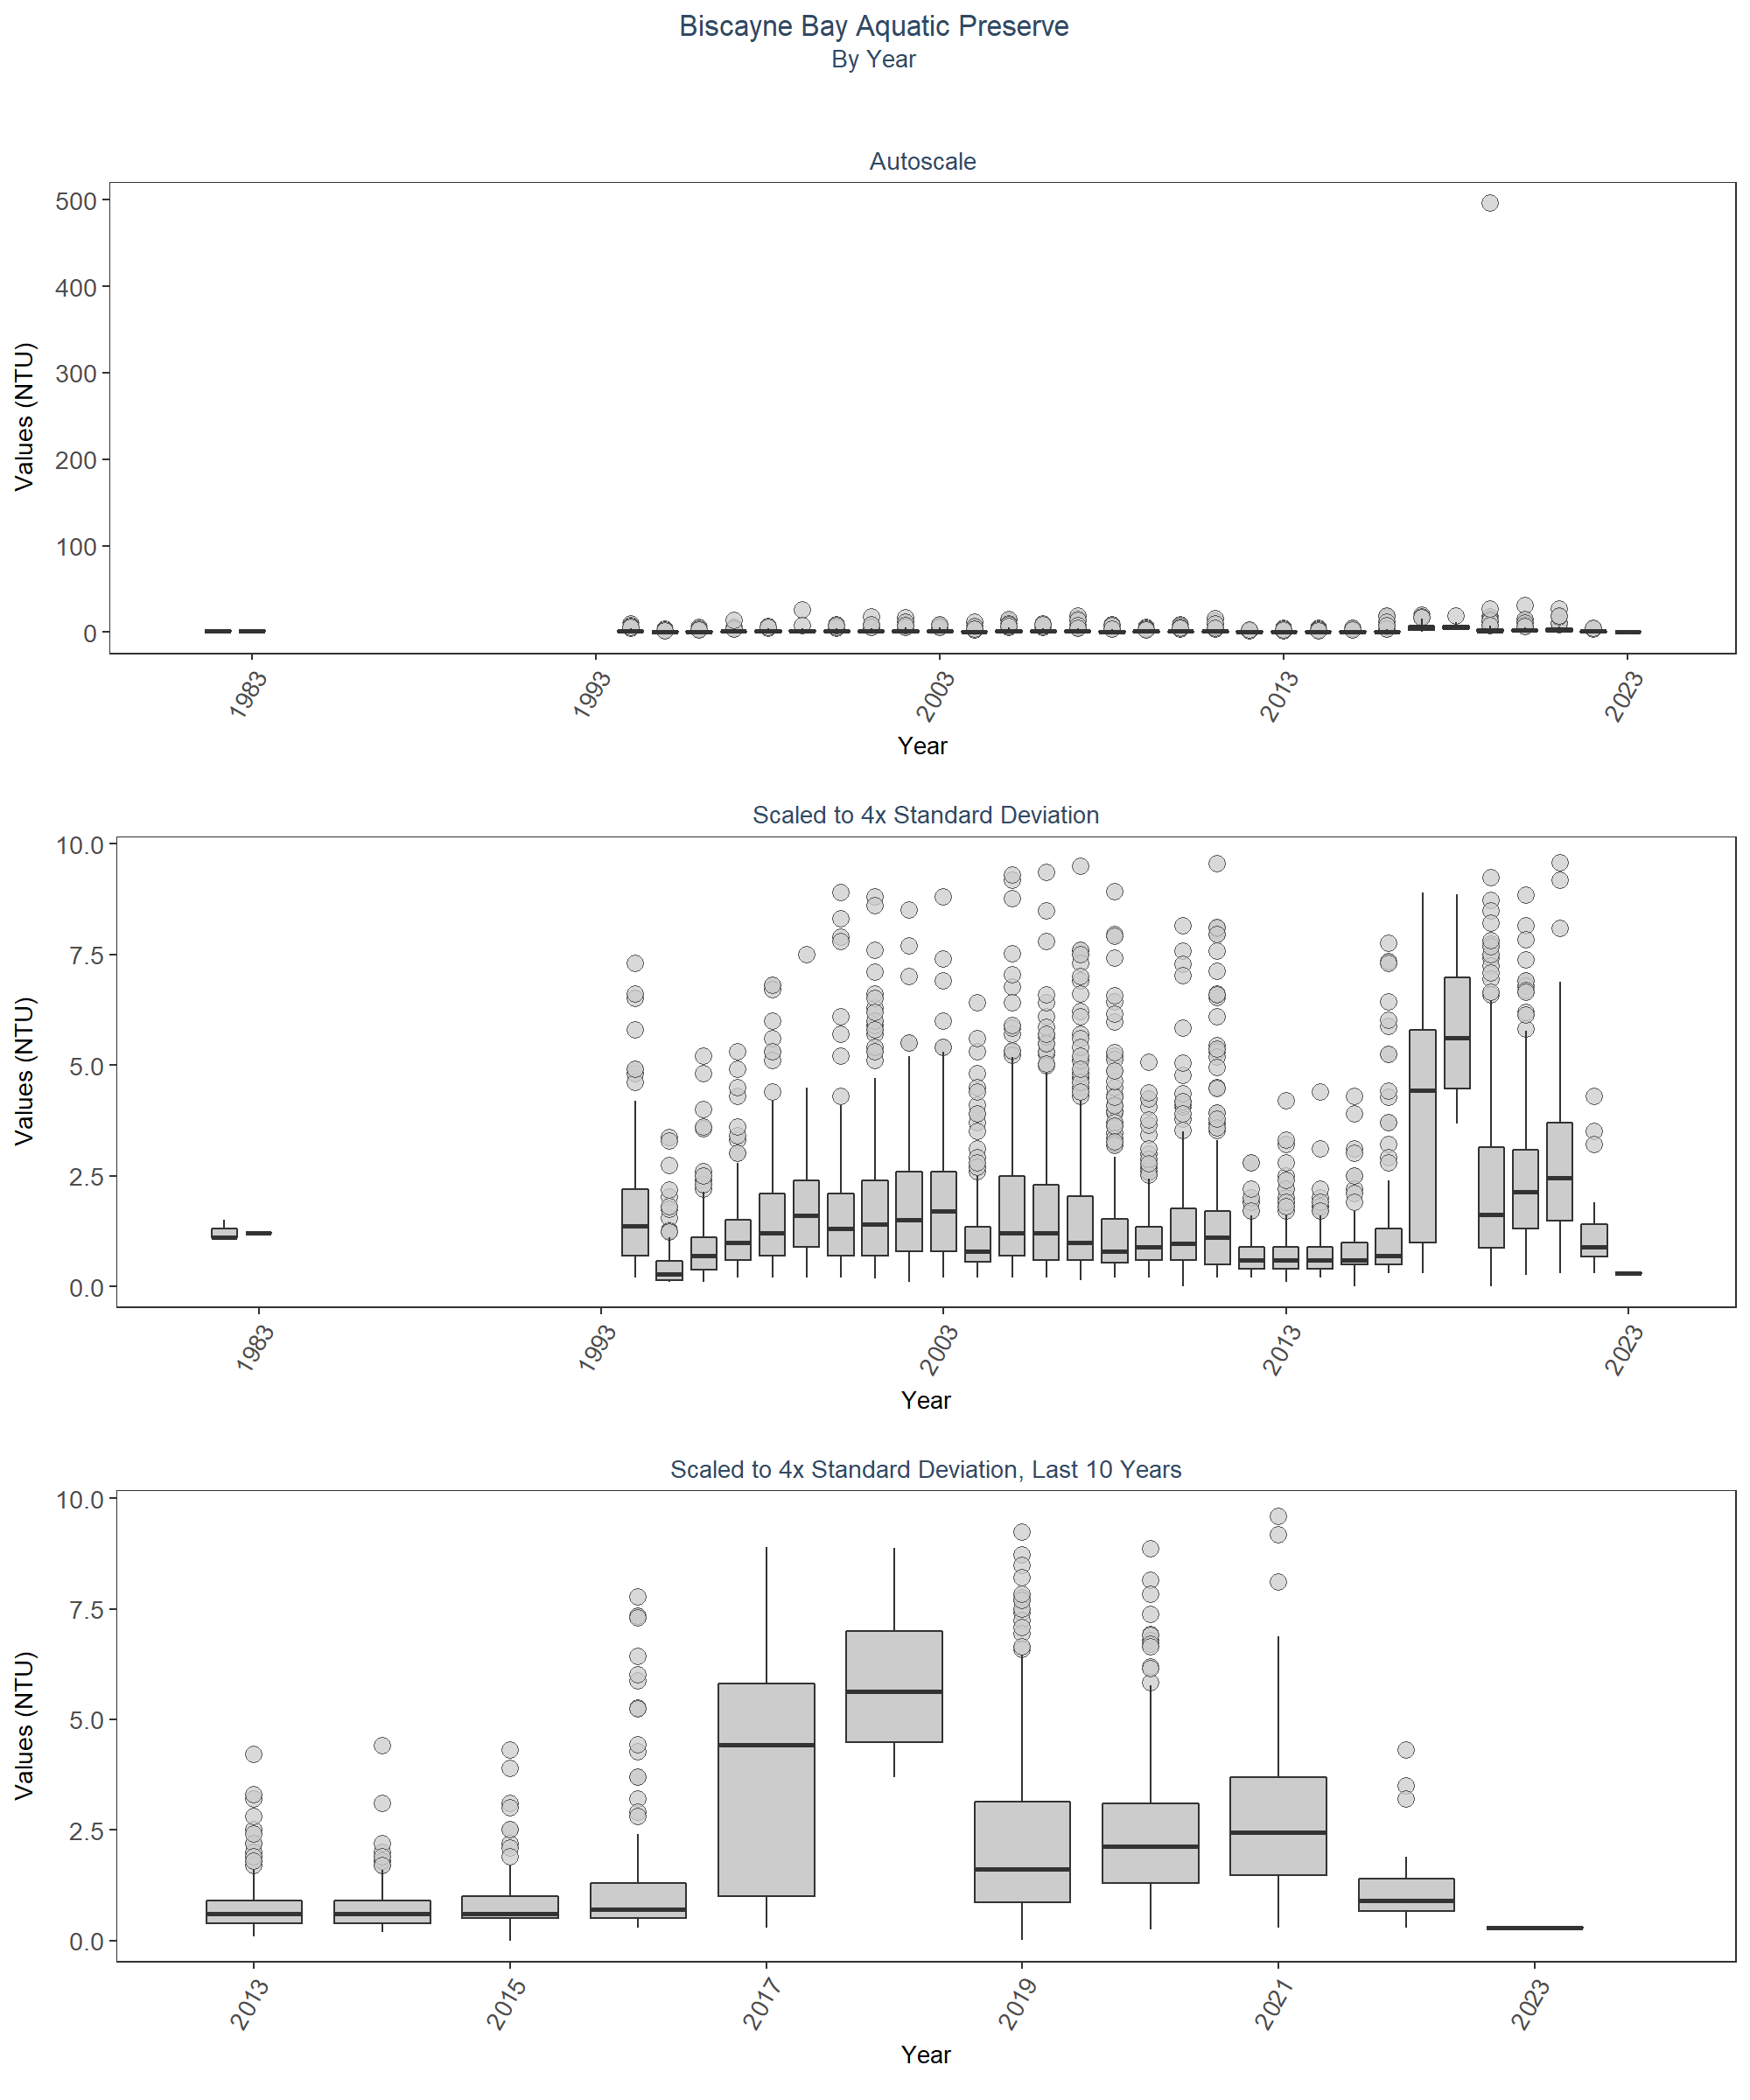 Biscayne Bay Aquatic Preserve
By Year
Autoscale
Values (NTU)
500
400
300
200
100
0
1983
1993
2003
2013
2023
Year
Scaled to 4x Standard Deviation
Values (NTU)
10.0
7.5
5.0
2.5
0.0
1983
1993
2003
2013
2023
Year
Scaled to 4x Standard Deviation, Last 10 Years
Values (NTU)
10.0
7.5
5.0
2.5
0.0
2013
2015
2017
2019
2021
2023
Year